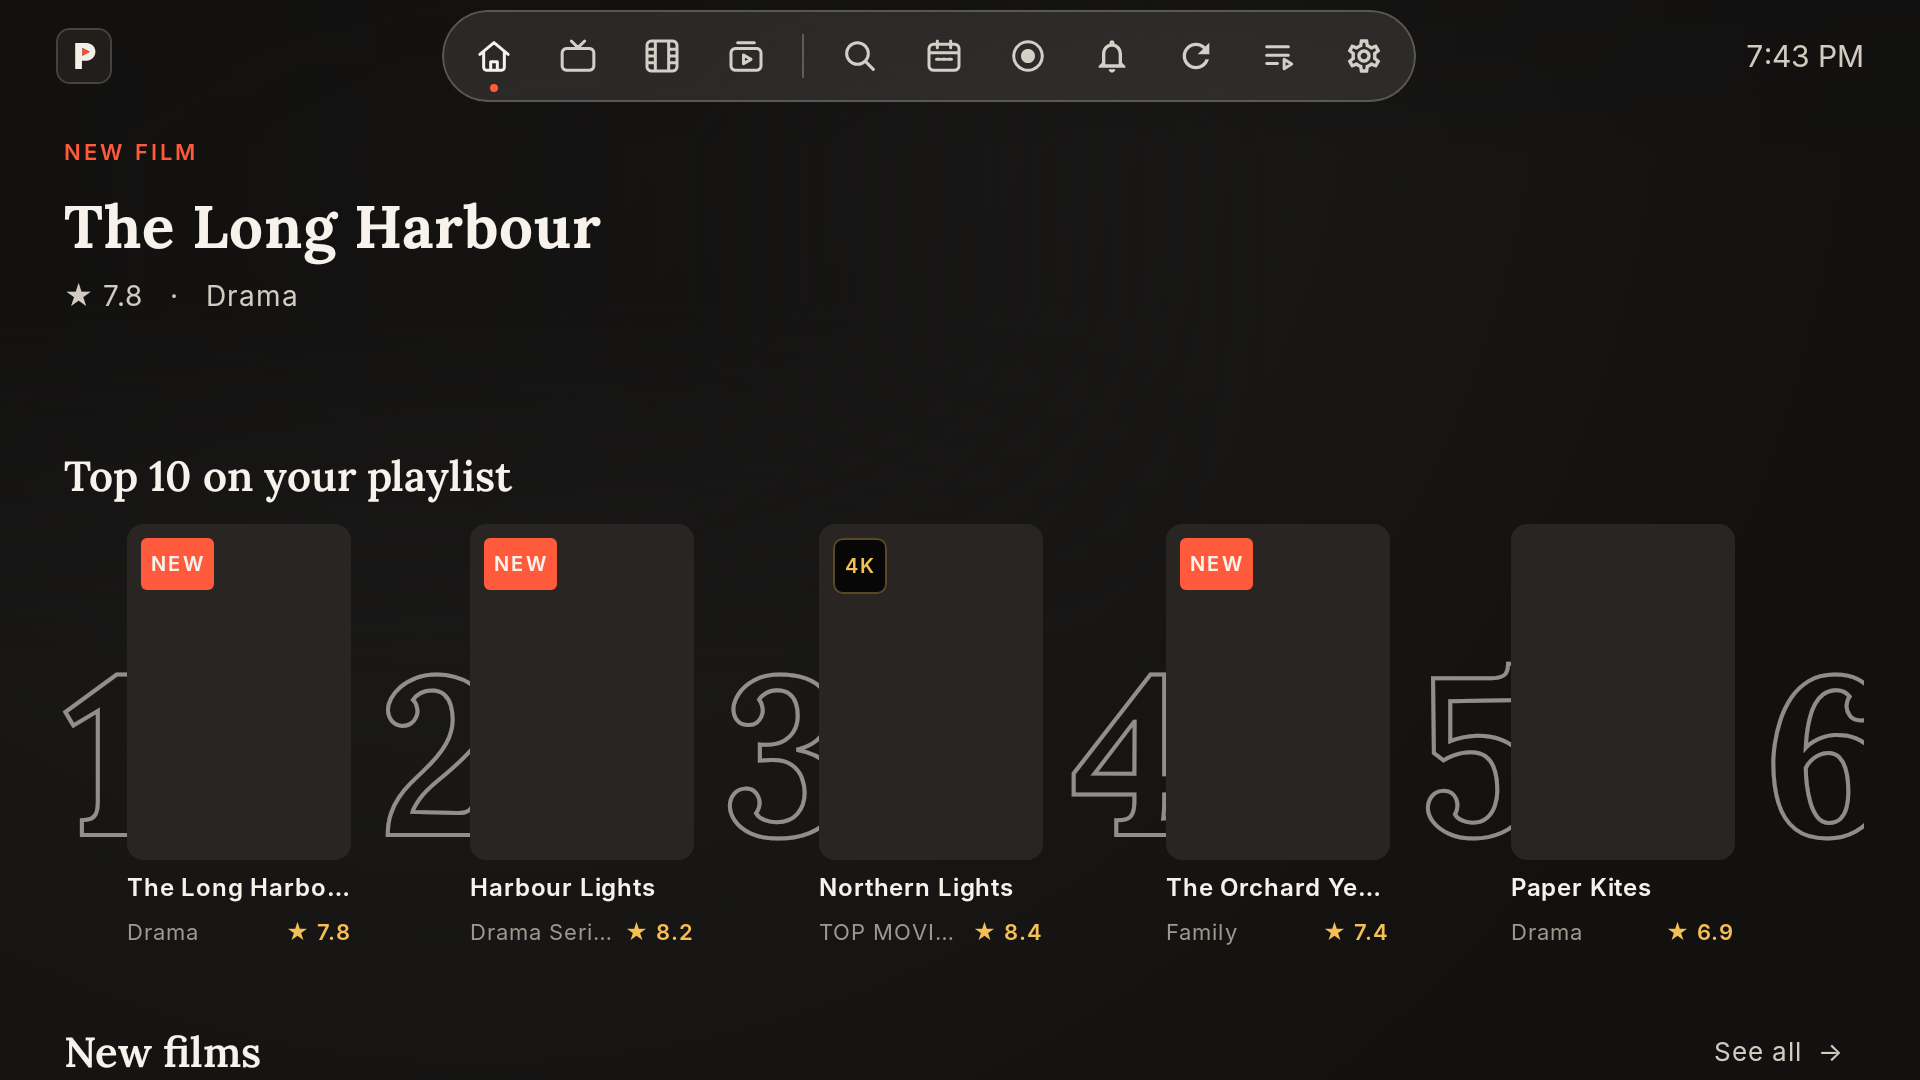 P
7:43 PM
NEW FILM
The Long Harbour
★ 7.8 · Drama
Top 10 on your playlist
1 NEW
2 NEW
3 4K
4 NEW
5
6
The Long Harbo... Harbour Lights Northern Lights The Orchard Ye... Paper Kites
Drama ★ 7.8 Drama Seri... ★ 8.2 TOP MOVI... ★ 8.4 Family ★ 7.4 Drama ★ 6.9
New films See all →